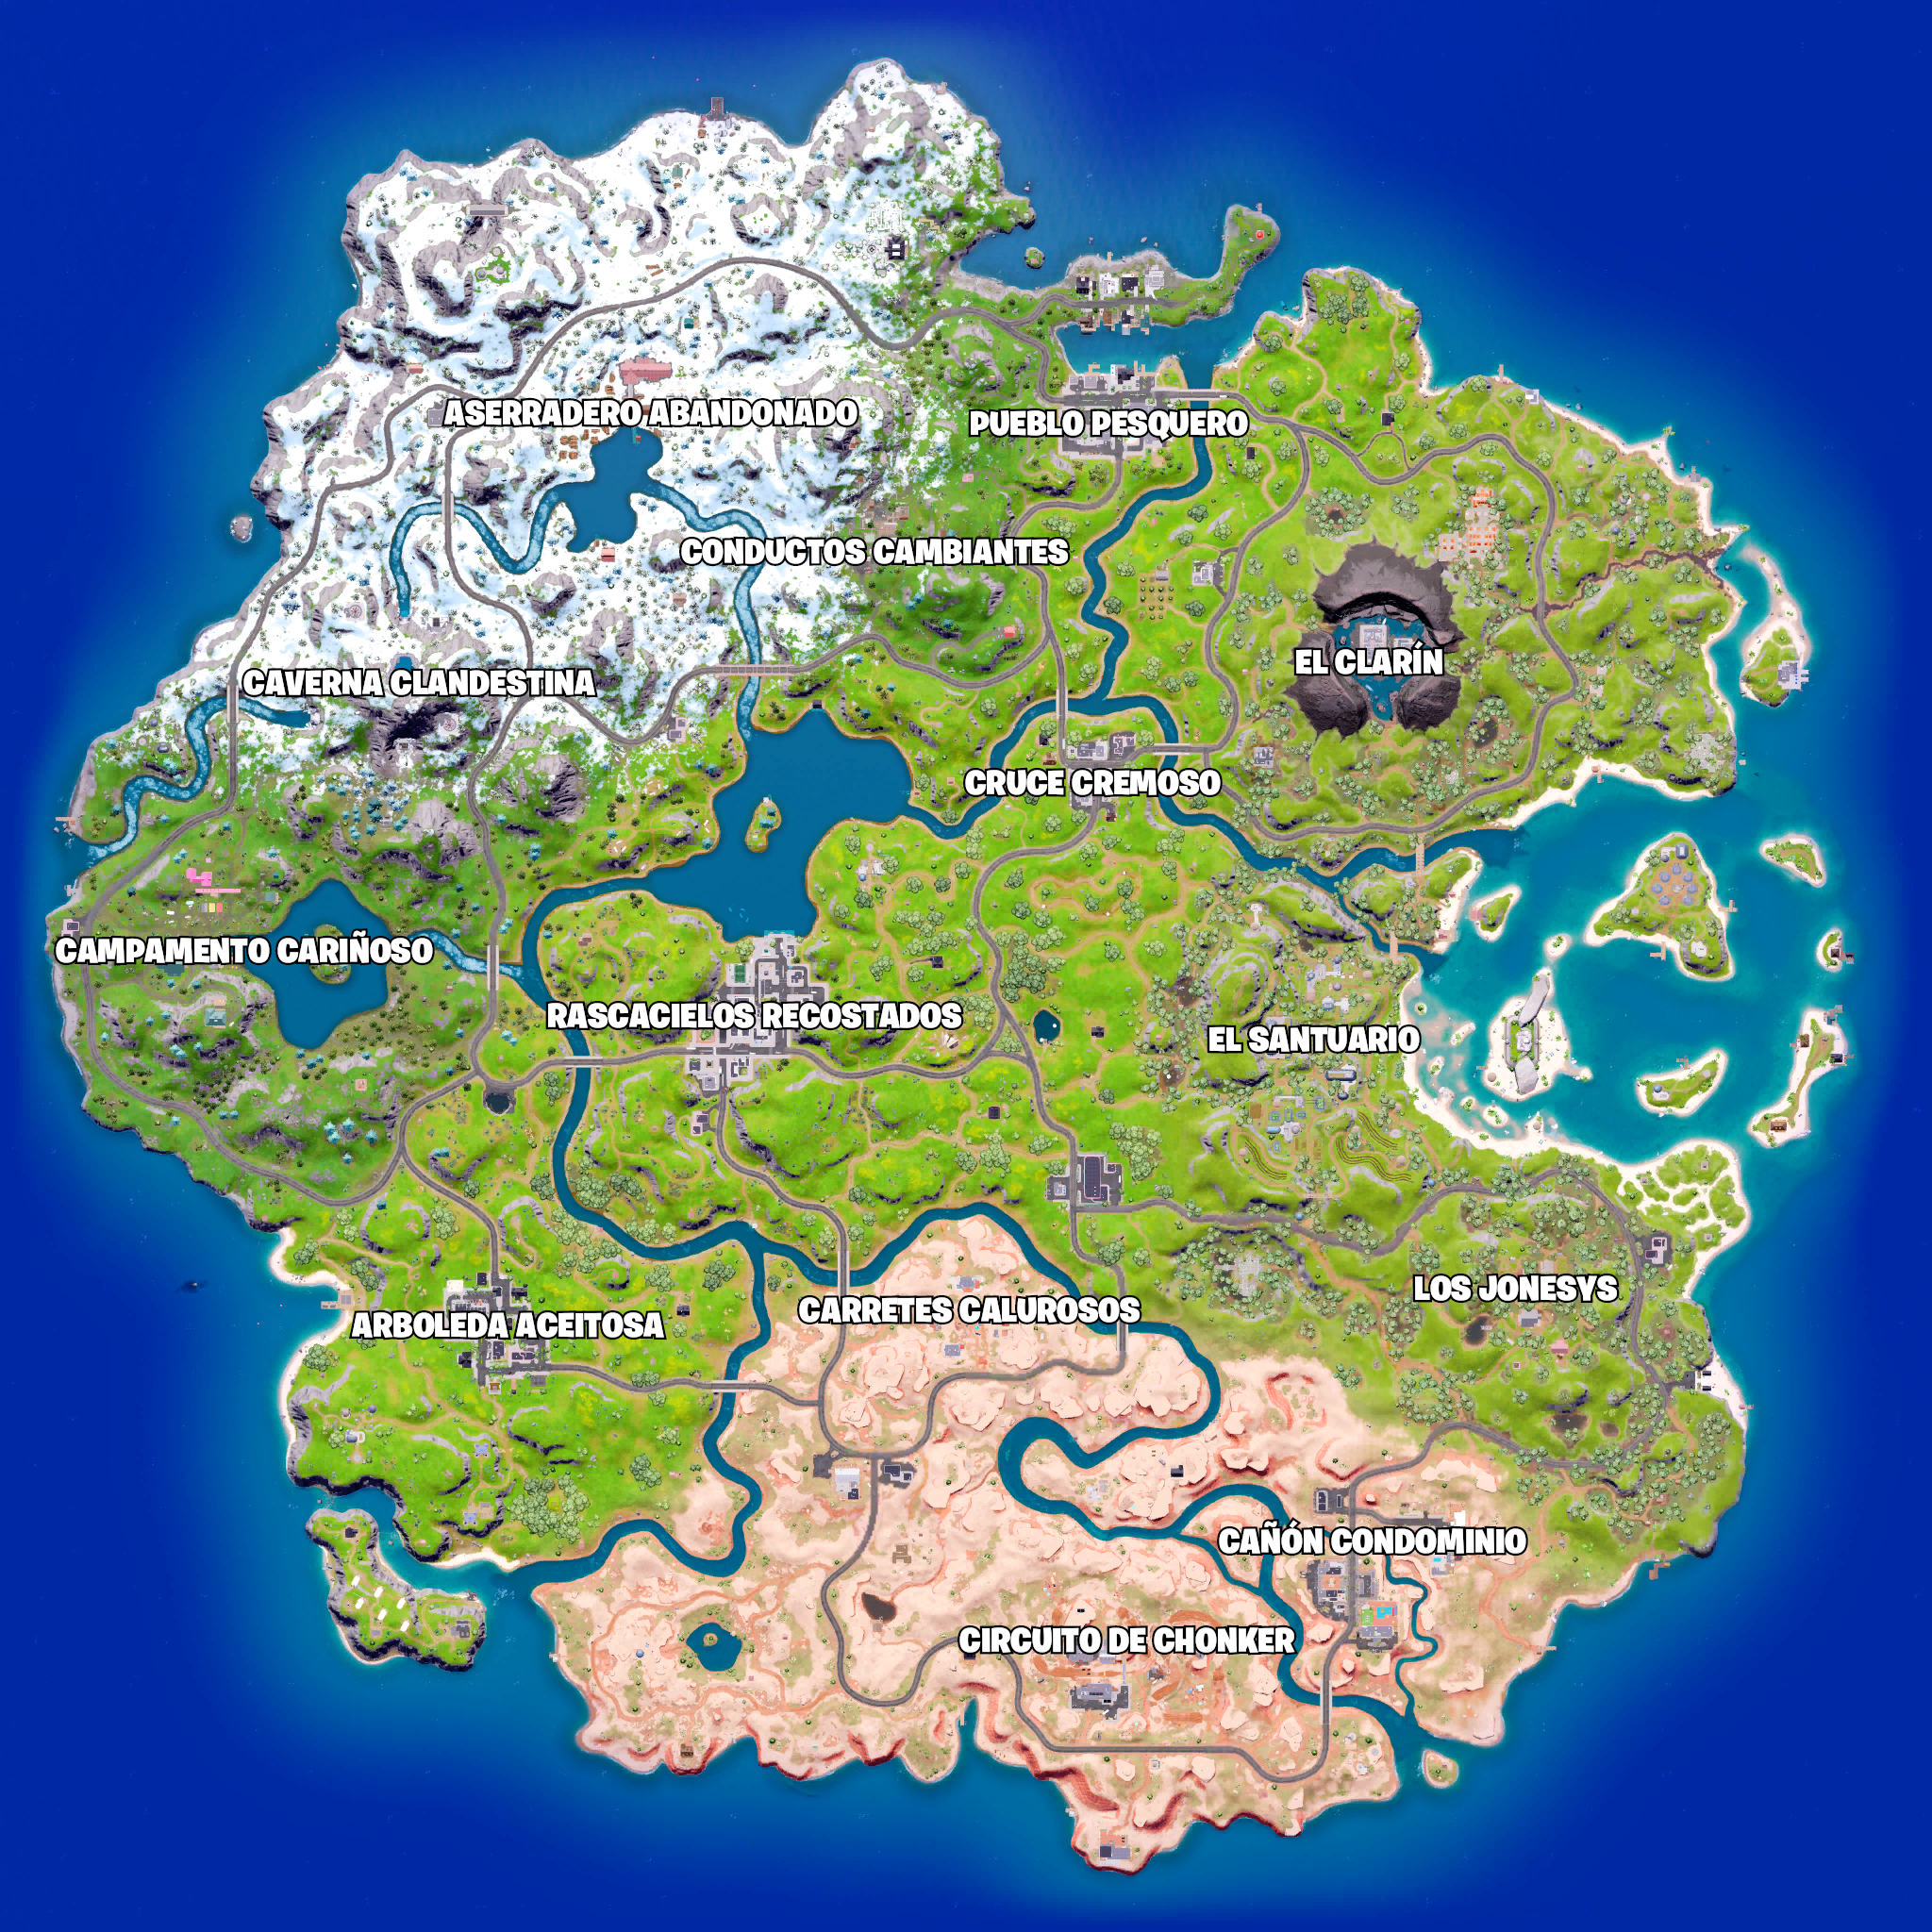 ASERRADERO ABANDONADO
PUEBLO PESQUERO
CONDUCTOS CAMBIANTES
EL CLARÍN
CAVERNA CLANDESTINA
CRUCE CREMOSO
CAMPAMENTO CARIÑOSO
RASCACIELOS RECOSTADOS
EL SANTUARIO
LOS JONESYS
CARRETES CALUROSOS
ARBOLEDA ACEITOSA
CAÑÓN CONDOMINIO
CIRCUITO DE CHONKER